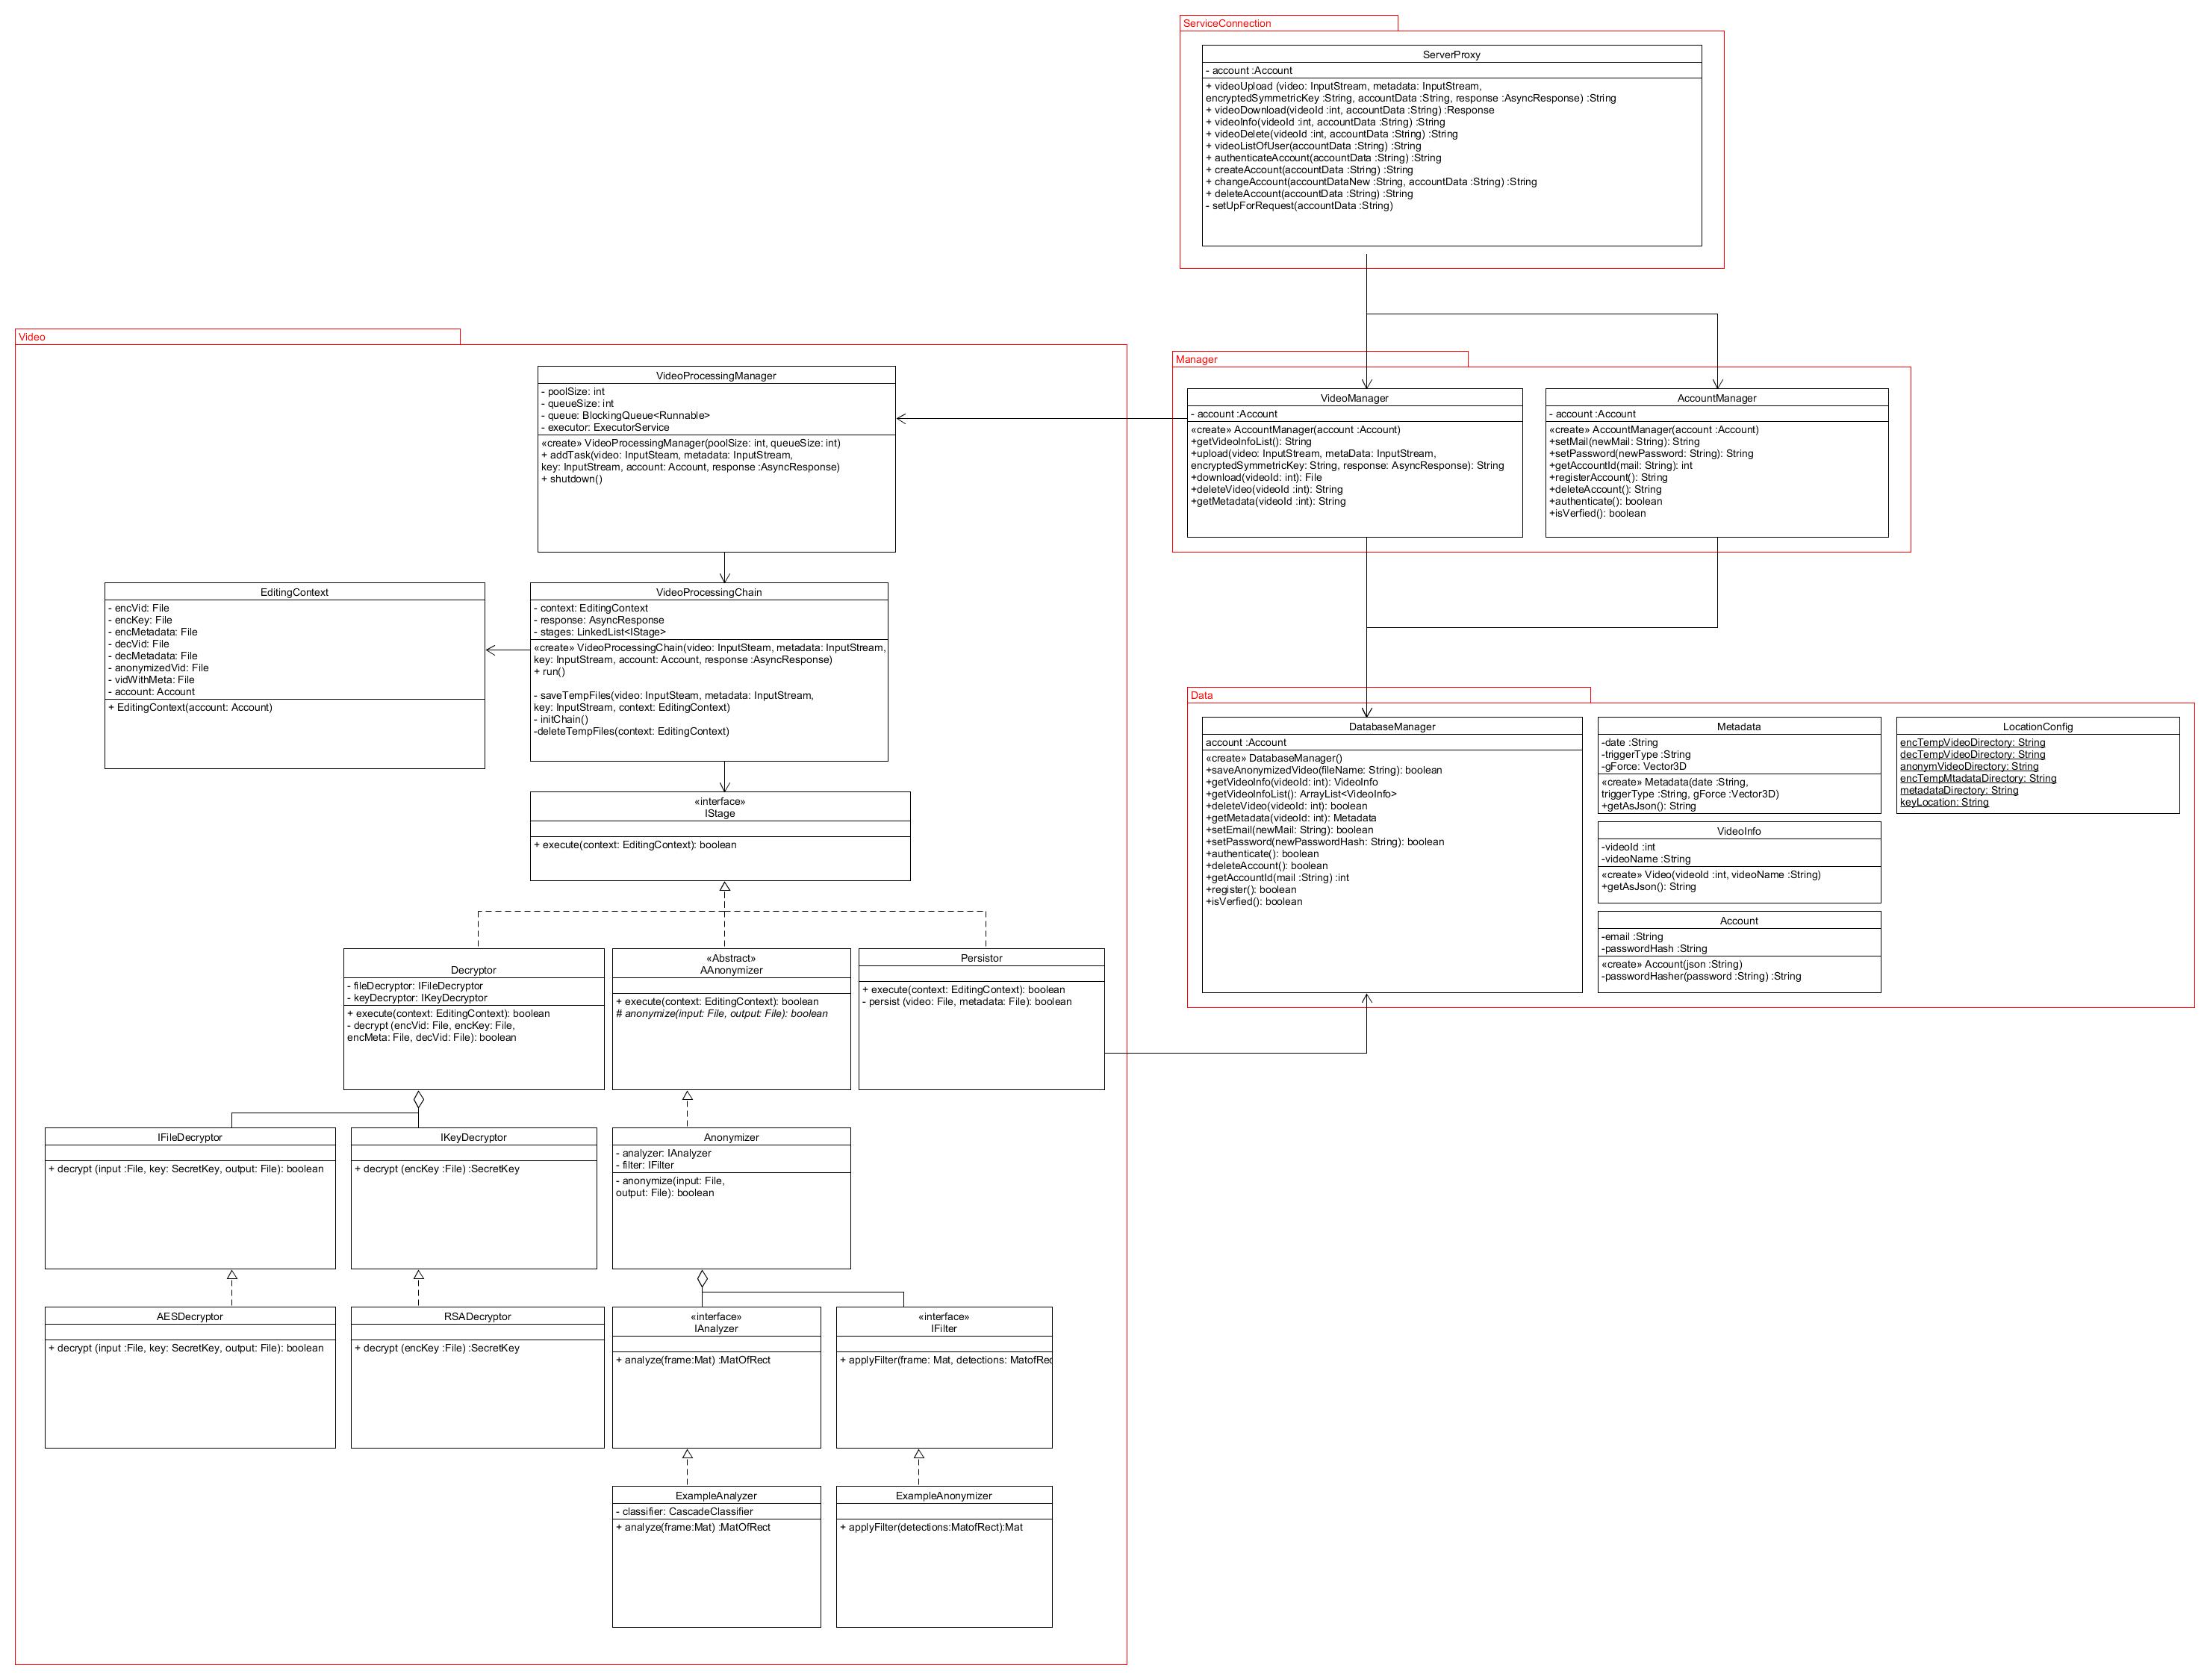 ServiceConnection
ServerProxy
- account :Account
+ videoUpload (video: InputStream, metadata: InputStream,
encryptedSymmetricKey :String, accountData :String, response :AsyncResponse) :String
+ videoDownload(videoId :int, accountData :String) :Response
+ videoInfo(videoId :int, accountData :String) :String
+ videoDelete(videoId :int, accountData :String) :String
+ videoListOfUser(accountData :String) :String
+ authenticateAccount(accountData :String) :String
+ createAccount(accountData :String) :String
+ changeAccount(accountDataNew :String, accountData :String) :String
+ deleteAccount(accountData :String) :String
- setUpForRequest(accountData :String)
Video
VideoProcessingManager
- poolSize: int
- queueSize: int
- queue: BlockingQueue<Runnable>
- executor: ExecutorService
«create» VideoProcessingManager(poolSize: int, queueSize: int)
+ addTask(video: InputSteam, metadata: InputStream,
key: InputStream, account: Account, response :AsyncResponse)
+ shutdown()
Manager
VideoManager
- account :Account
«create» AccountManager(account :Account)
+getVideoInfoList(): String
+upload(video: InputStream, metaData: InputStream,
encryptedSymmetricKey: String, response: AsyncResponse): String
+download(videoId: int): File
+deleteVideo(videoId :int): String
+getMetadata(videoId :int): String
AccountManager
- account :Account
«create» AccountManager(account :Account)
+setMail(newMail: String): String
+setPassword(newPassword: String): String
+getAccountId(mail: String): int
+registerAccount(): String
+deleteAccount(): String
+authenticate(): boolean
+isVerfied(): boolean
EditingContext
- encVid: File
- encKey: File
- encMetadata: File
- decVid: File
- decMetadata: File
- anonymizedVid: File
- vidWithMeta: File
- account: Account
+ EditingContext(account: Account)
VideoProcessingChain
- context: EditingContext
- response: AsyncResponse
- stages: LinkedList<IStage>
«create» VideoProcessingChain(video: InputSteam, metadata: InputStream,
key: InputStream, account: Account, response :AsyncResponse)
+ run()
- saveTempFiles(video: InputSteam, metadata: InputStream,
key: InputStream, context: EditingContext)
- initChain()
-deleteTempFiles(context: EditingContext)
«interface»
IStage
+ execute(context: EditingContext): boolean
Data
DatabaseManager
account :Account
«create» DatabaseManager()
+saveAnonymizedVideo(fileName: String): boolean
+getVideoInfo(videoId: int): VideoInfo
+getVideoInfoList(): ArrayList<VideoInfo>
+deleteVideo(videoId: int): boolean
+getMetadata(videoId: int): Metadata
+setEmail(newMail: String): boolean
+setPassword(newPasswordHash: String): boolean
+authenticate(): boolean
+deleteAccount(): boolean
+getAccountId(mail :String) :int
+register(): boolean
+isVerfied(): boolean
Metadata
-date :String
-triggerType :String
-gForce: Vector3D
«create» Metadata(date :String,
triggerType :String, gForce :Vector3D)
+getAsJson(): String
LocationConfig
encTempVideoDirectory: String
decTempVideoDirectory: String
anonymVideoDirectory: String
encTempMtadataDirectory: String
metadataDirectory: String
keyLocation: String
VideoInfo
-videoId :int
-videoName :String
«create» Video(videoId :int, videoName :String)
+getAsJson(): String
Account
-email :String
-passwordHash :String
«create» Account(json :String)
-passwordHasher(password :String) :String
Decryptor
- fileDecryptor: IFileDecryptor
- keyDecryptor: IKeyDecryptor
+ execute(context: EditingContext): boolean
- decrypt (encVid: File, encKey: File,
encMeta: File, decVid: File): boolean
«Abstract»
AAnonymizer
+ execute(context: EditingContext): boolean
# anonymize(input: File, output: File): boolean
Persistor
+ execute(context: EditingContext): boolean
- persist (video: File, metadata: File): boolean
IFileDecryptor
+ decrypt (input :File, key: SecretKey, output: File): boolean
IKeyDecryptor
+ decrypt (encKey :File) :SecretKey
Anonymizer
- analyzer: IAnalyzer
- filter: IFilter
- anonymize(input: File,
output: File): boolean
AESDecryptor
+ decrypt (input :File, key: SecretKey, output: File): boolean
RSADecryptor
+ decrypt (encKey :File) :SecretKey
«interface»
IAnalyzer
+ analyze(frame:Mat) :MatOfRect
«interface»
IFilter
+ applyFilter(frame: Mat, detections: MatofRec
ExampleAnalyzer
- classifier: CascadeClassifier
+ analyze(frame:Mat) :MatOfRect
ExampleAnonymizer
+ applyFilter(detections:MatofRect):Mat